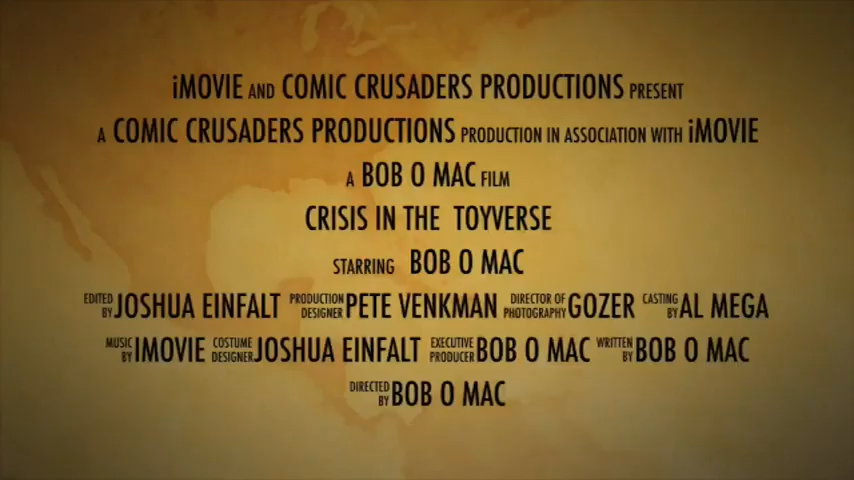 iMOVIE AND COMIC CRUSADERS PRODUCTIONS PRESENT
A COMIC CRUSADERS PRODUCTIONS PRODUCTION IN ASSOCIATION WITH iMOVIE
A BOB O MAC FILM
CRISIS IN THE TOYVERSE
STARRING BOB O MAC
EDITED BY JOSHUA EINFALT PRODUCTION DESIGNER PETE VENKMAN DIRECTOR OF PHOTOGRAPHY GOZER CASTING BY AL MEGA
MUSIC BY IMOVIE COSTUME DESIGNER JOSHUA EINFALT EXECUTIVE PRODUCER BOB O MAC WRITTEN BY BOB O MAC
DIRECTED BY BOB O MAC